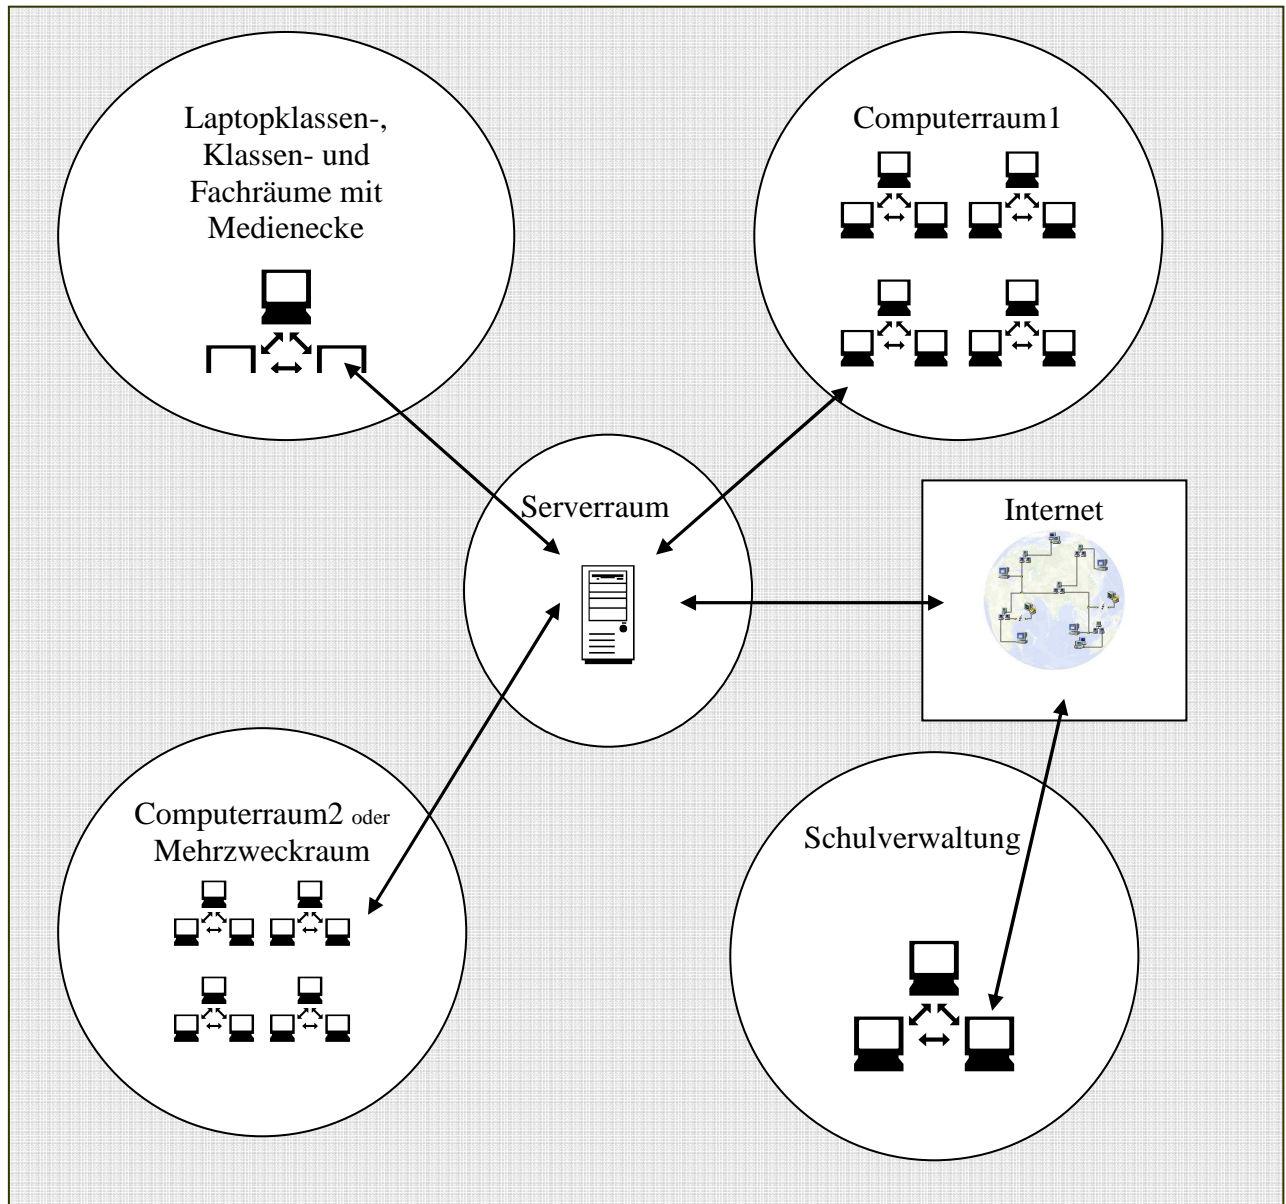 Laptopklassen-,
Klassen- und
Fachräume mit
Medienecke
Computerraum1
Serverraum
Internet
Computerraum2 oder
Mehrzweckraum
Schulverwaltung